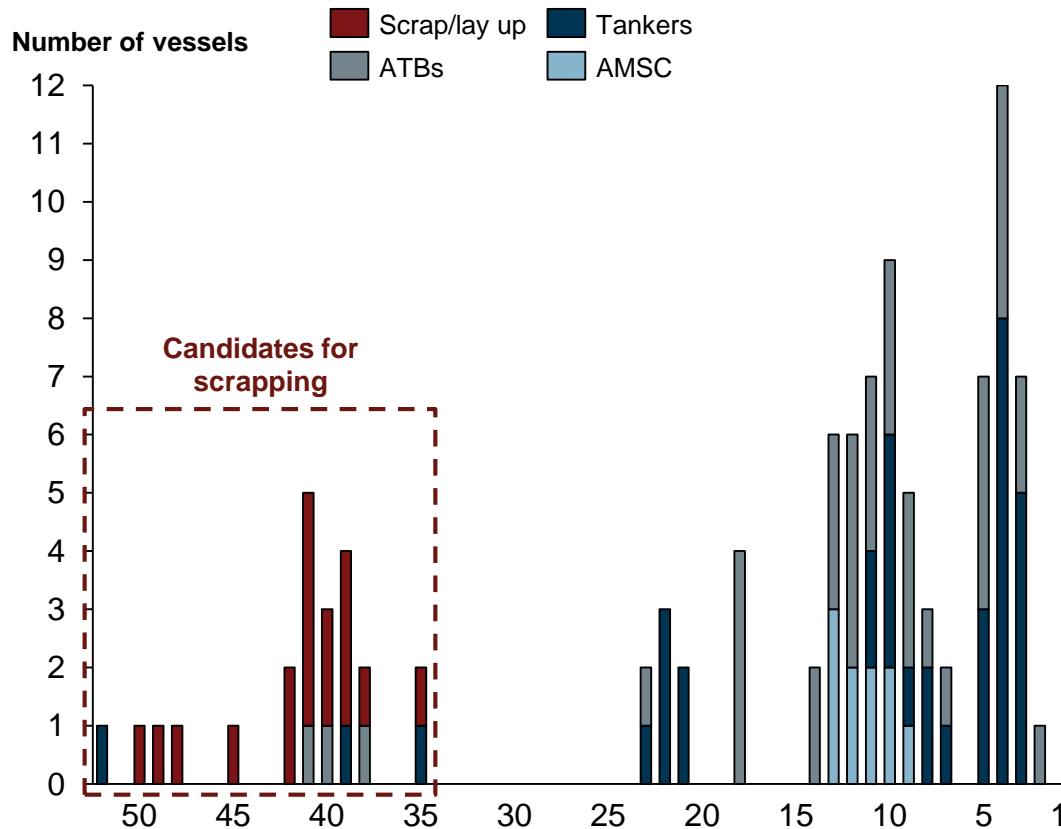 Number of vessels
Scrap/lay up
Tankers
ATBs
AMSC
12
11
10
9
8
7
6
5
4
3
2
1
0
Candidates for
scrapping
50 45 40 35 30 25 20 15 10 5 1